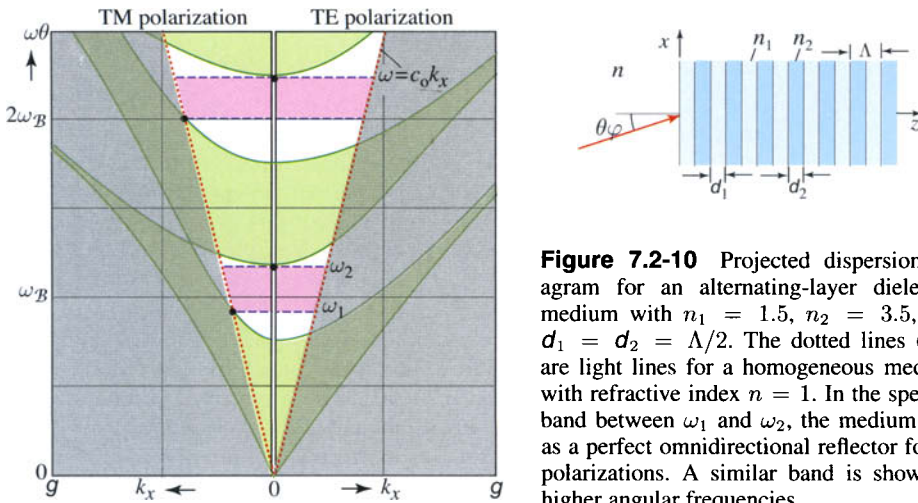 TM polarization TE polarization
ωθ
ω=c₀kₓ
2ω_B
ω₂
ω_B
ω₁
0
g kₓ 0 kₓ g
x n₁ n₂ Λ
n
θφ
z
d₁ d₂
Figure 7.2-10 Projected dispersion
agram for an alternating-layer diele
medium with n₁ = 1.5, n₂ = 3.5,
d₁ = d₂ = Λ/2. The dotted lines
are light lines for a homogeneous med
with refractive index n = 1. In the spe
band between ω₁ and ω₂, the medium
as a perfect omnidirectional reflector fo
polarizations. A similar band is show
higher angular frequencies.